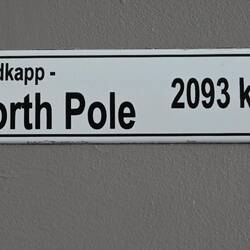 dkapp -
orth Pole 2093 k